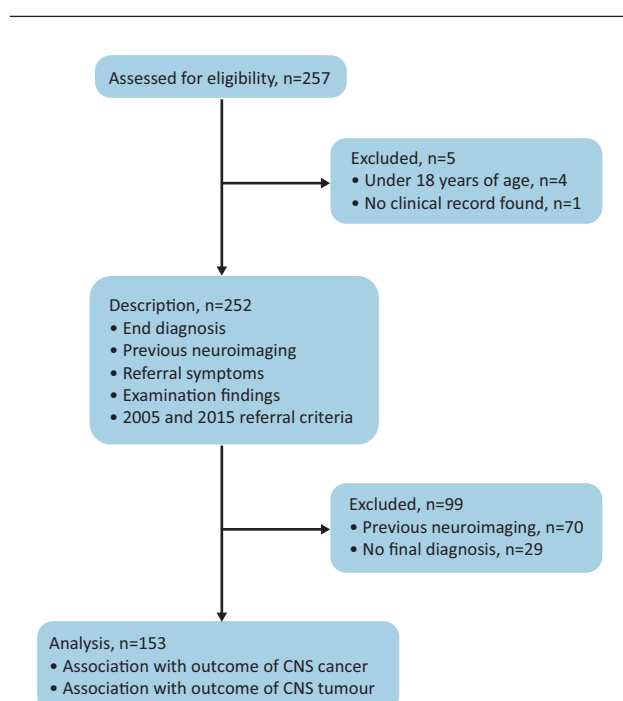 Assessed for eligibility, n=257
Excluded, n=5
• Under 18 years of age, n=4
• No clinical record found, n=1
Description, n=252
• End diagnosis
• Previous neuroimaging
• Referral symptoms
• Examination findings
• 2005 and 2015 referral criteria
Excluded, n=99
• Previous neuroimaging, n=70
• No final diagnosis, n=29
Analysis, n=153
• Association with outcome of CNS cancer
• Association with outcome of CNS tumour